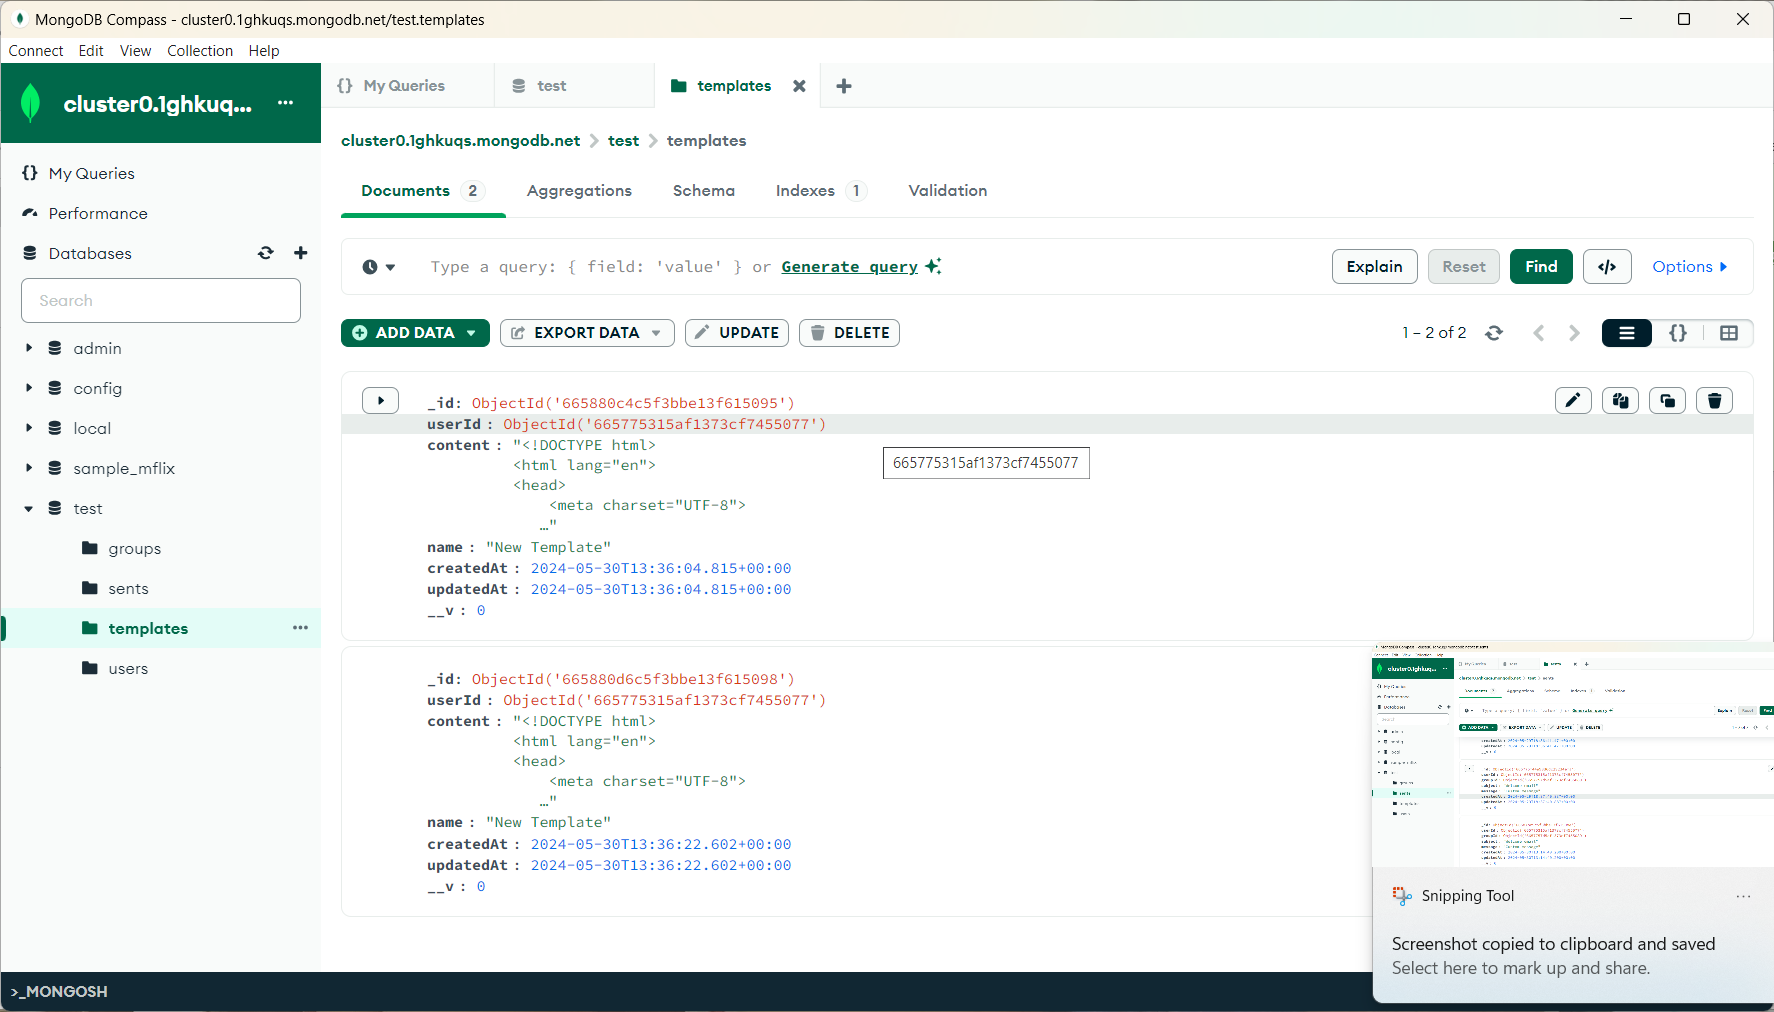 MongoDB Compass - cluster0.1ghkuqs.mongodb.net/test.templates
Connect Edit View Collection Help
cluster0.1ghkuq... ···
My Queries
test
templates
cluster0.1ghkuqs.mongodb.net > test > templates
My Queries
Performance
Databases
Search
admin
config
local
sample_mflix
test
groups
sents
templates ···
users
Documents 2 Aggregations Schema Indexes 1 Validation
Type a query: { field: 'value' } or Generate query
Explain Reset Find </> Options
ADD DATA EXPORT DATA UPDATE DELETE
1 – 2 of 2 {}
_id: ObjectId('665880c4c5f3bbe13f615095')
userId : ObjectId('665775315af1373cf7455077')
content : "<!DOCTYPE html>
<html lang="en">
<head>
<meta charset="UTF-8">
…"
name : "New Template"
createdAt : 2024-05-30T13:36:04.815+00:00
updatedAt : 2024-05-30T13:36:04.815+00:00
__v : 0
665775315af1373cf7455077
_id: ObjectId('665880d6c5f3bbe13f615098')
userId : ObjectId('665775315af1373cf7455077')
content : "<!DOCTYPE html>
<html lang="en">
<head>
<meta charset="UTF-8">
…"
name : "New Template"
createdAt : 2024-05-30T13:36:22.602+00:00
updatedAt : 2024-05-30T13:36:22.602+00:00
__v : 0
cluster0.1ghkuq...
Snipping Tool ···
Screenshot copied to clipboard and saved
Select here to mark up and share.
>_MONGOSH